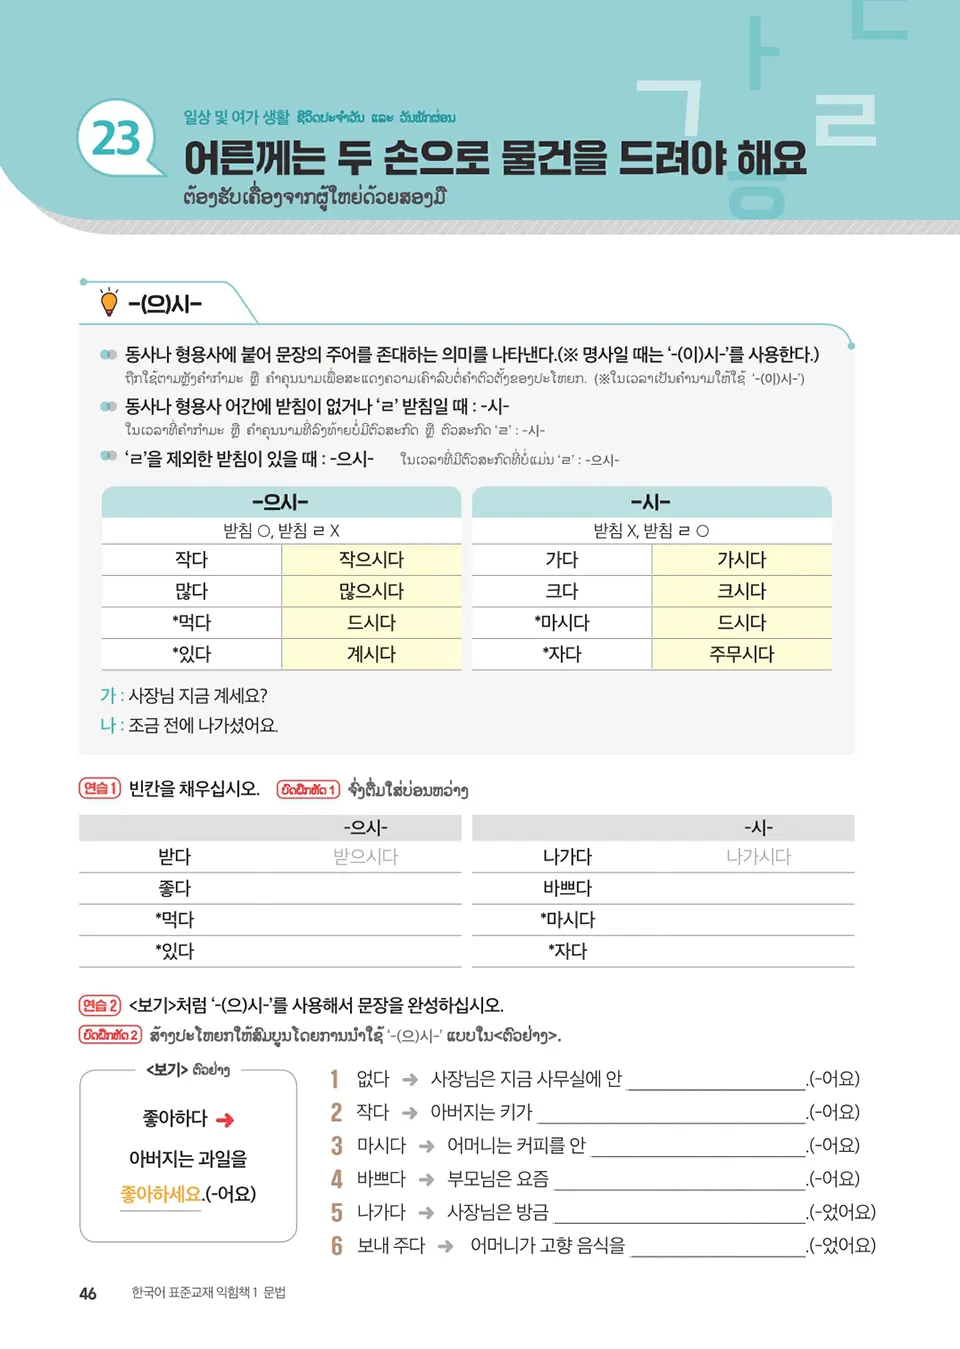 23
일상 및 여가 생활 ຊີວິດປະຈຳວັນ ແລະ ວັນພັກຜ່ອນ
어른께는 두 손으로 물건을 드려야 해요
ຕ້ອງຮັບເຄື່ອງຈາກຜູ້ໃຫຍ່ດ້ວຍສອງມື
ㄱ ㅏ ㄴ ㄹ ㅎ
-(으)시-
동사나 형용사에 붙어 문장의 주어를 존대하는 의미를 나타낸다.(※ 명사일 때는 '-(이)시-'를 사용한다.)
ຖືກໃຊ້ຕາມຫຼັງຄຳກຳມະ ຫຼື ຄຳຄຸນນາມເພື່ອສະແດງຄວາມເຄົາລົບຕໍ່ຄຳຕົວຕັ້ງຂອງປະໂຫຍກ. (※ໃນເວລາເປັນຄຳນາມໃຫ້ໃຊ້ '-(이)시-')
동사나 형용사 어간에 받침이 없거나 'ㄹ' 받침일 때 : -시-
ໃນເວລາທີ່ຄຳກຳມະ ຫຼື ຄຳຄຸນນາມທີ່ລົງທ້າຍບໍ່ມີຕົວສະກົດ ຫຼື ຕົວສະກົດ 'ㄹ' : -시-
'ㄹ'을 제외한 받침이 있을 때 : -으시- ໃນເວລາທີ່ມີຕົວສະກົດທີ່ບໍ່ແມ່ນ 'ㄹ' : -으시-
-으시- -시-
받침 ○, 받침 ㄹ X 받침 X, 받침 ㄹ ○
작다 작으시다 가다 가시다
많다 많으시다 크다 크시다
*먹다 드시다 *마시다 드시다
*있다 계시다 *자다 주무시다
가 : 사장님 지금 계세요?
나 : 조금 전에 나가셨어요.
연습 1 빈칸을 채우십시오. ບົດຝຶກຫັດ 1 ຈົ່ງຕື່ມໃສ່ບ່ອນຫວ່າງ
-으시- -시-
받다 받으시다 나가다 나가시다
좋다 바쁘다
*먹다 *마시다
*있다 *자다
연습 2 <보기>처럼 '-(으)시-'를 사용해서 문장을 완성하십시오.
ບົດຝຶກຫັດ 2 ສ້າງປະໂຫຍກໃຫ້ສົມບູນໂດຍການນຳໃຊ້ '-(으)시-' ແບບໃນ<ຕົວຢ່າງ>.
<보기> ຕົວຢ່າງ
좋아하다 ➜
아버지는 과일을
좋아하세요.(-어요)
1 없다 ➜ 사장님은 지금 사무실에 안 ____.(-어요)
2 작다 ➜ 아버지는 키가 ____.(-어요)
3 마시다 ➜ 어머니는 커피를 안 ____.(-어요)
4 바쁘다 ➜ 부모님은 요즘 ____.(-어요)
5 나가다 ➜ 사장님은 방금 ____.(-었어요)
6 보내 주다 ➜ 어머니가 고향 음식을 ____.(-었어요)
46 한국어 표준교재 익힘책 1 문법